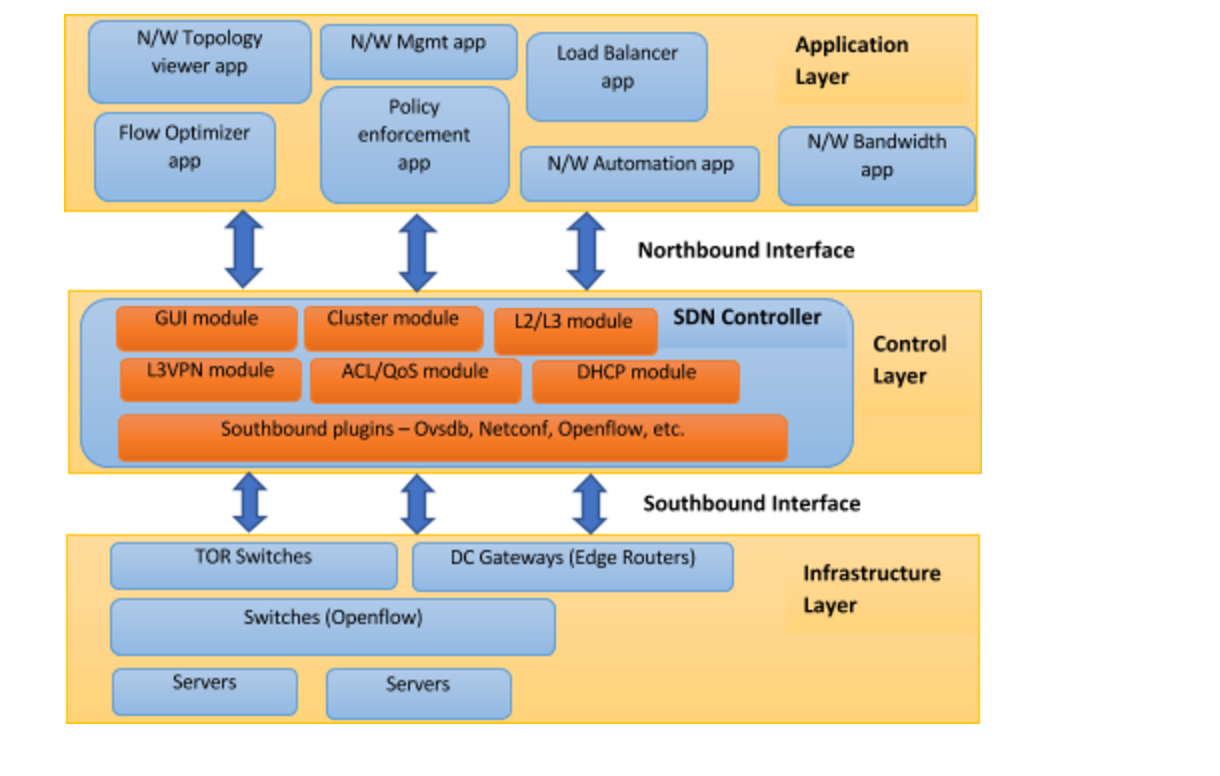 N/W Topology
viewer app
N/W Mgmt app
Load Balancer
app
Application
Layer
Flow Optimizer
app
Policy
enforcement
app
N/W Automation app
N/W Bandwidth
app
Northbound Interface
GUI module
Cluster module
L2/L3 module
SDN Controller
Control
Layer
L3VPN module
ACL/QoS module
DHCP module
Southbound plugins – Ovsdb, Netconf, Openflow, etc.
Southbound Interface
TOR Switches
DC Gateways (Edge Routers)
Infrastructure
Layer
Switches (Openflow)
Servers
Servers